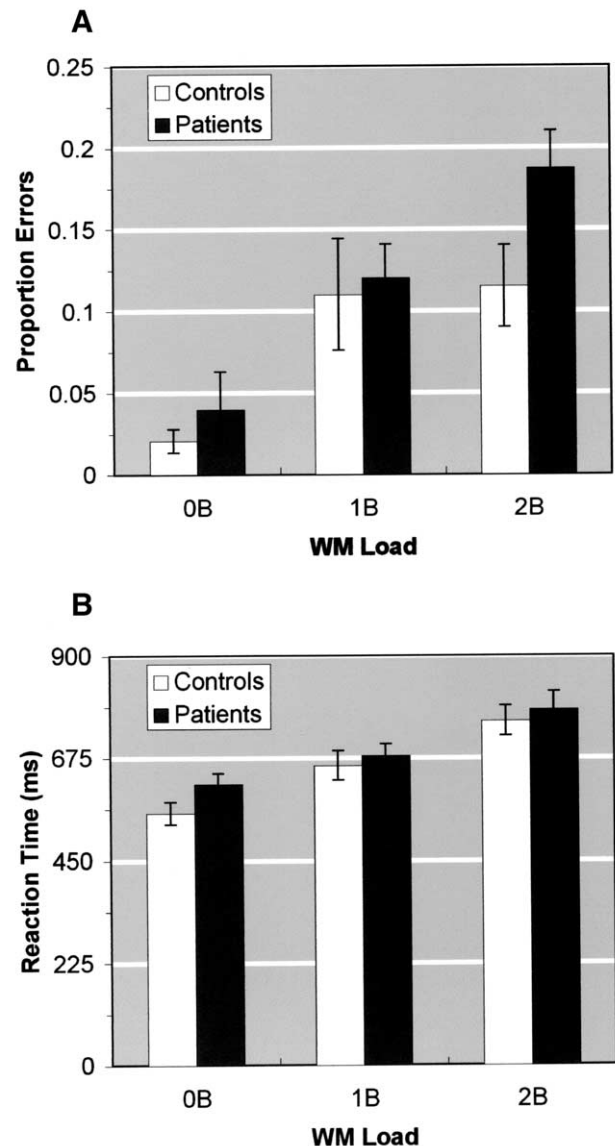 A
0.25
0.2
0.15
0.1
0.05
0
Proportion Errors
Controls
Patients
0B 1B 2B
WM Load
B
900
675
450
225
0
Reaction Time (ms)
Controls
Patients
0B 1B 2B
WM Load